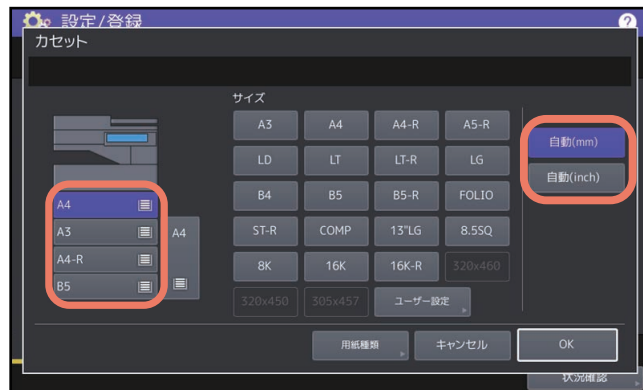 設定/登録
?
カセット
サイズ
A3 A4 A4-R A5-R
LD LT LT-R LG
B4 B5 B5-R FOLIO
ST-R COMP 13"LG 8.5SQ
8K 16K 16K-R 320x460
320x450 305x457 ユーザー設定
自動(mm)
自動(inch)
A4
A3
A4-R
B5
A4
用紙種類 キャンセル OK
状況確認